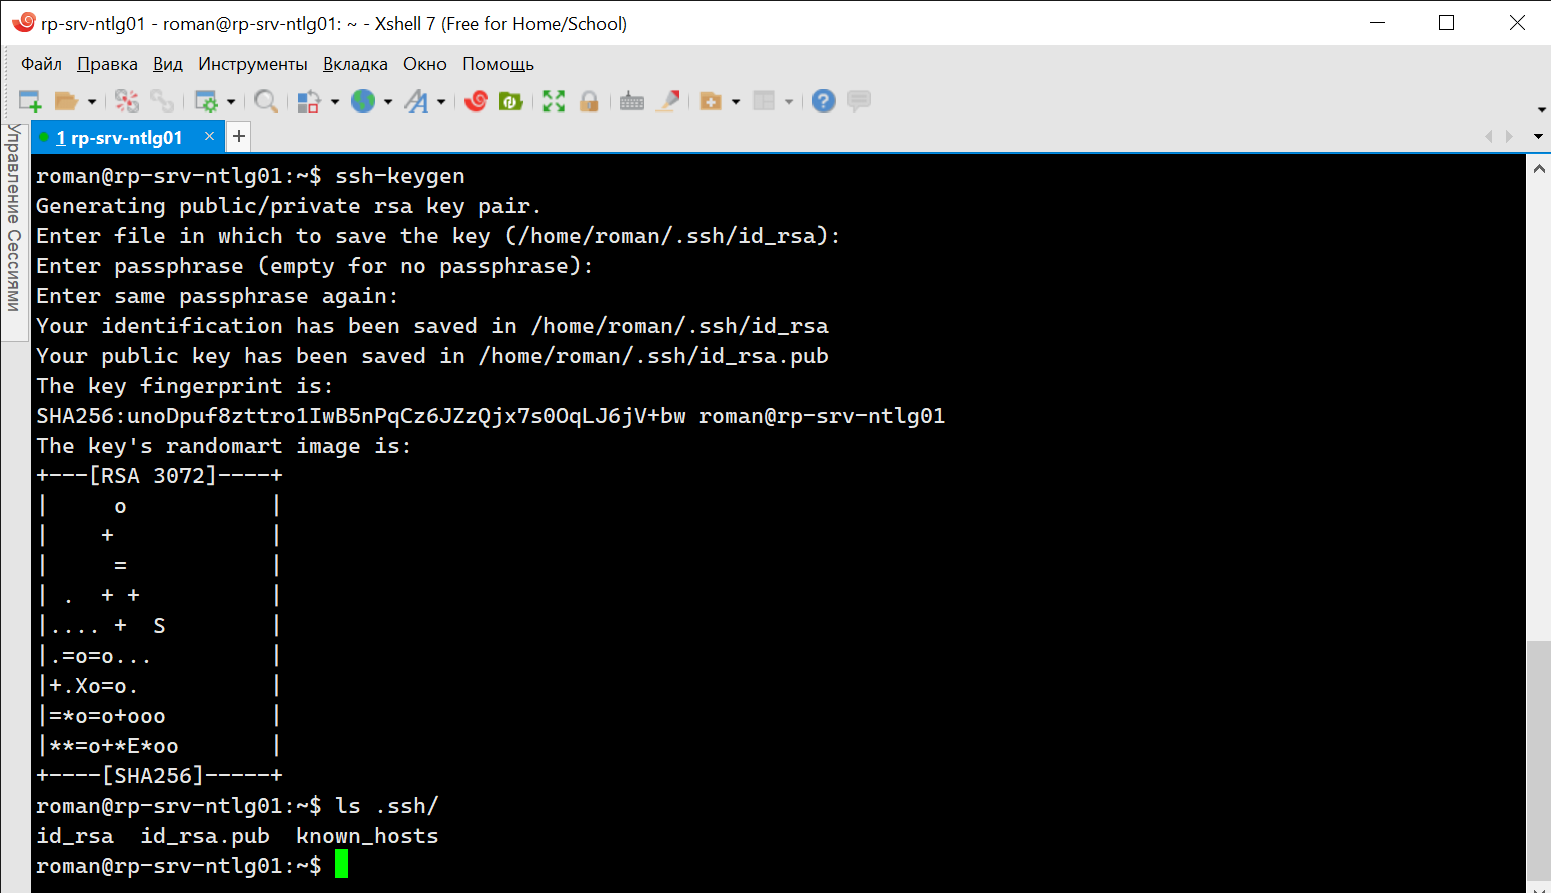 rp-srv-ntlg01 - roman@rp-srv-ntlg01: ~ - Xshell 7 (Free for Home/School)
Файл Правка Вид Инструменты Вкладка Окно Помощь
Управление Сессиями
1 rp-srv-ntlg01 × +
roman@rp-srv-ntlg01:~$ ssh-keygen
Generating public/private rsa key pair.
Enter file in which to save the key (/home/roman/.ssh/id_rsa):
Enter passphrase (empty for no passphrase):
Enter same passphrase again:
Your identification has been saved in /home/roman/.ssh/id_rsa
Your public key has been saved in /home/roman/.ssh/id_rsa.pub
The key fingerprint is:
SHA256:unoDpuf8zttro1IwB5nPqCz6JZzQjx7s0OqLJ6jV+bw roman@rp-srv-ntlg01
The key's randomart image is:
+---[RSA 3072]----+
|     o           |
|    +            |
|     =           |
| .  + +          |
|.... +  S        |
|.=o=o...         |
|+.Xo=o.          |
|=*o=o+ooo        |
|**=o+*E*oo       |
+----[SHA256]-----+
roman@rp-srv-ntlg01:~$ ls .ssh/
id_rsa  id_rsa.pub  known_hosts
roman@rp-srv-ntlg01:~$